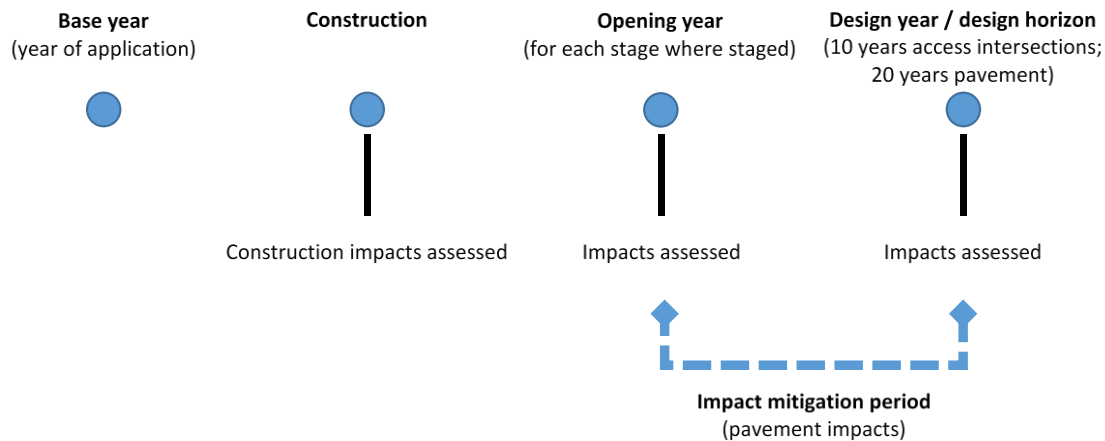 Base year
(year of application)
Construction
Opening year
(for each stage where staged)
Design year / design horizon
(10 years access intersections;
20 years pavement)
Construction impacts assessed
Impacts assessed
Impacts assessed
Impact mitigation period
(pavement impacts)